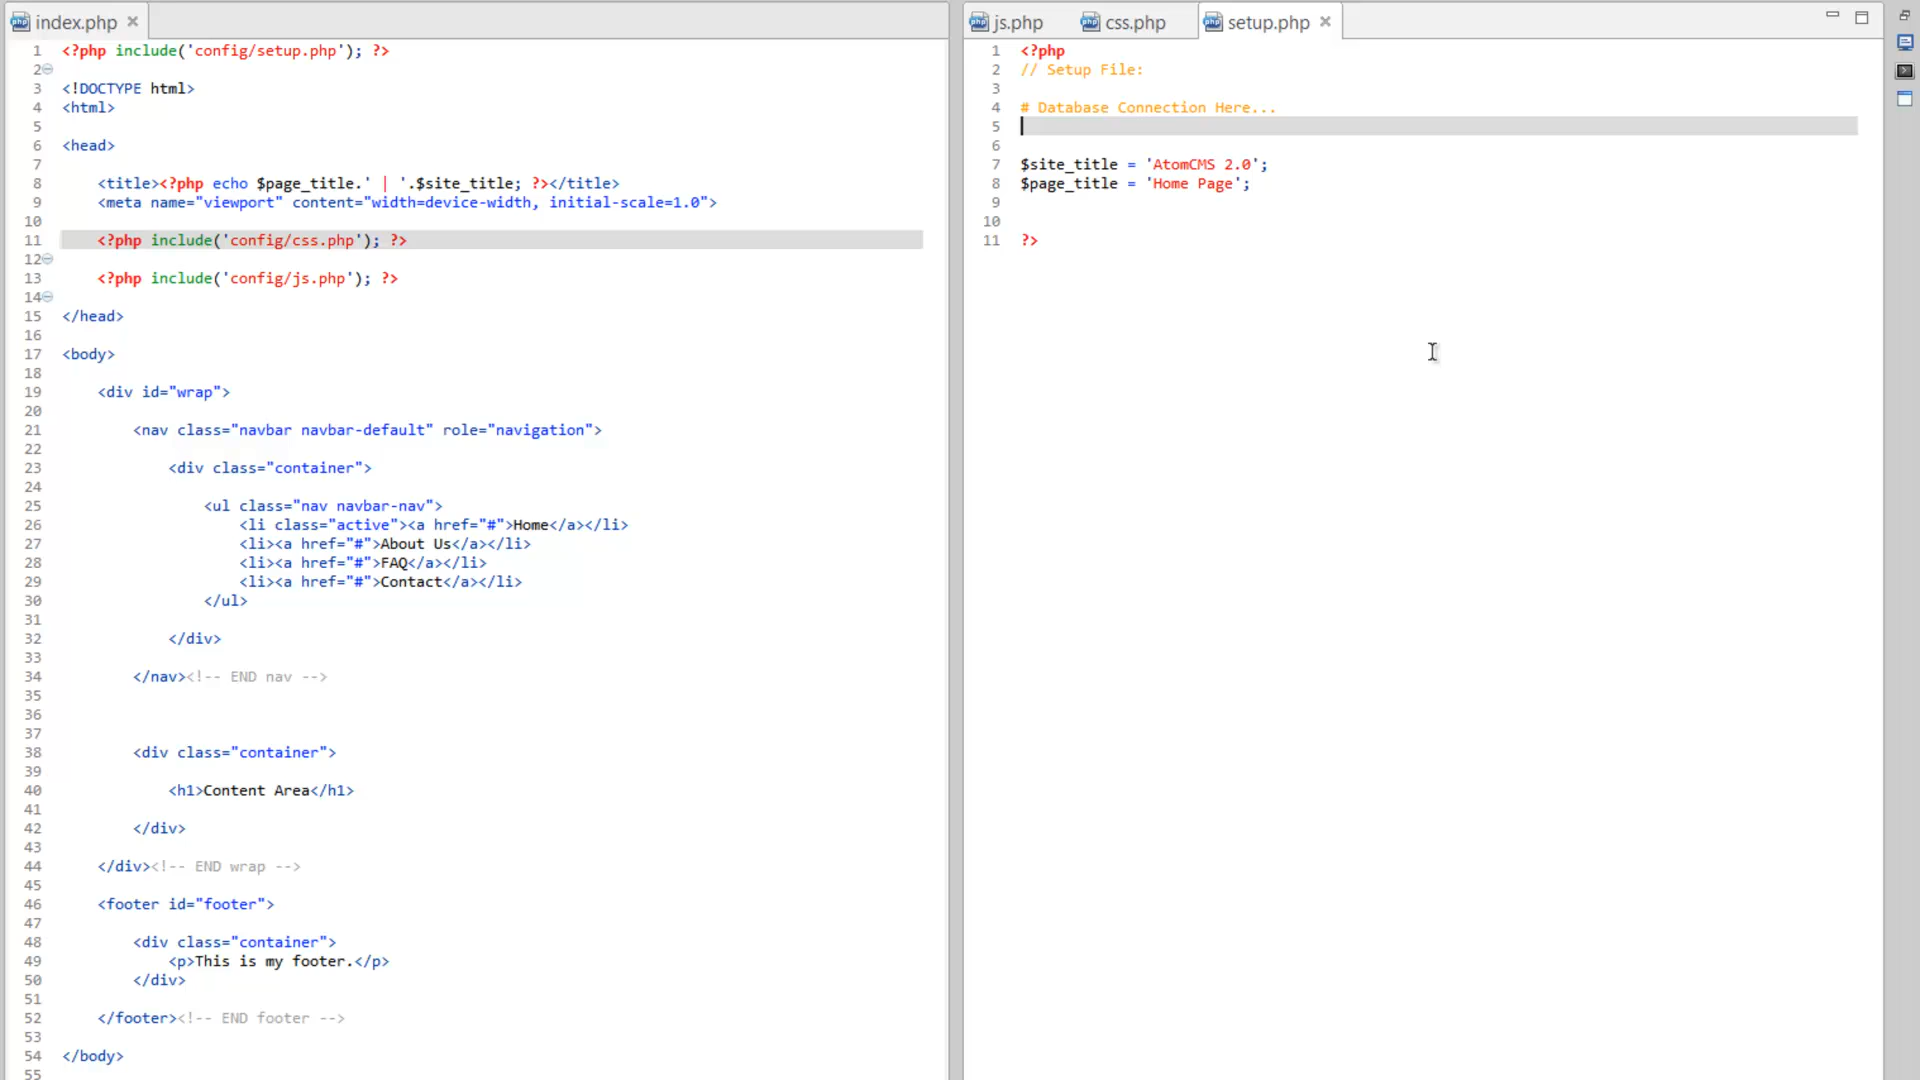 index.php
1 <?php include('config/setup.php'); ?>
2
3 <!DOCTYPE html>
4 <html>
5
6 <head>
7
8 <title><?php echo $page_title.' | '.$site_title; ?></title>
9 <meta name="viewport" content="width=device-width, initial-scale=1.0">
10
11 <?php include('config/css.php'); ?>
12
13 <?php include('config/js.php'); ?>
14
15 </head>
16
17 <body>
18
19 <div id="wrap">
20
21 <nav class="navbar navbar-default" role="navigation">
22
23 <div class="container">
24
25 <ul class="nav navbar-nav">
26 <li class="active"><a href="#">Home</a></li>
27 <li><a href="#">About Us</a></li>
28 <li><a href="#">FAQ</a></li>
29 <li><a href="#">Contact</a></li>
30 </ul>
31
32 </div>
33
34 </nav><!-- END nav -->
35
36
37
38 <div class="container">
39
40 <h1>Content Area</h1>
41
42 </div>
43
44 </div><!-- END wrap -->
45
46 <footer id="footer">
47
48 <div class="container">
49 <p>This is my footer.</p>
50 </div>
51
52 </footer><!-- END footer -->
53
54 </body>
55
js.php css.php setup.php
1 <?php
2 // Setup File:
3
4 # Database Connection Here...
5
6
7 $site_title = 'AtomCMS 2.0';
8 $page_title = 'Home Page';
9
10
11 ?>